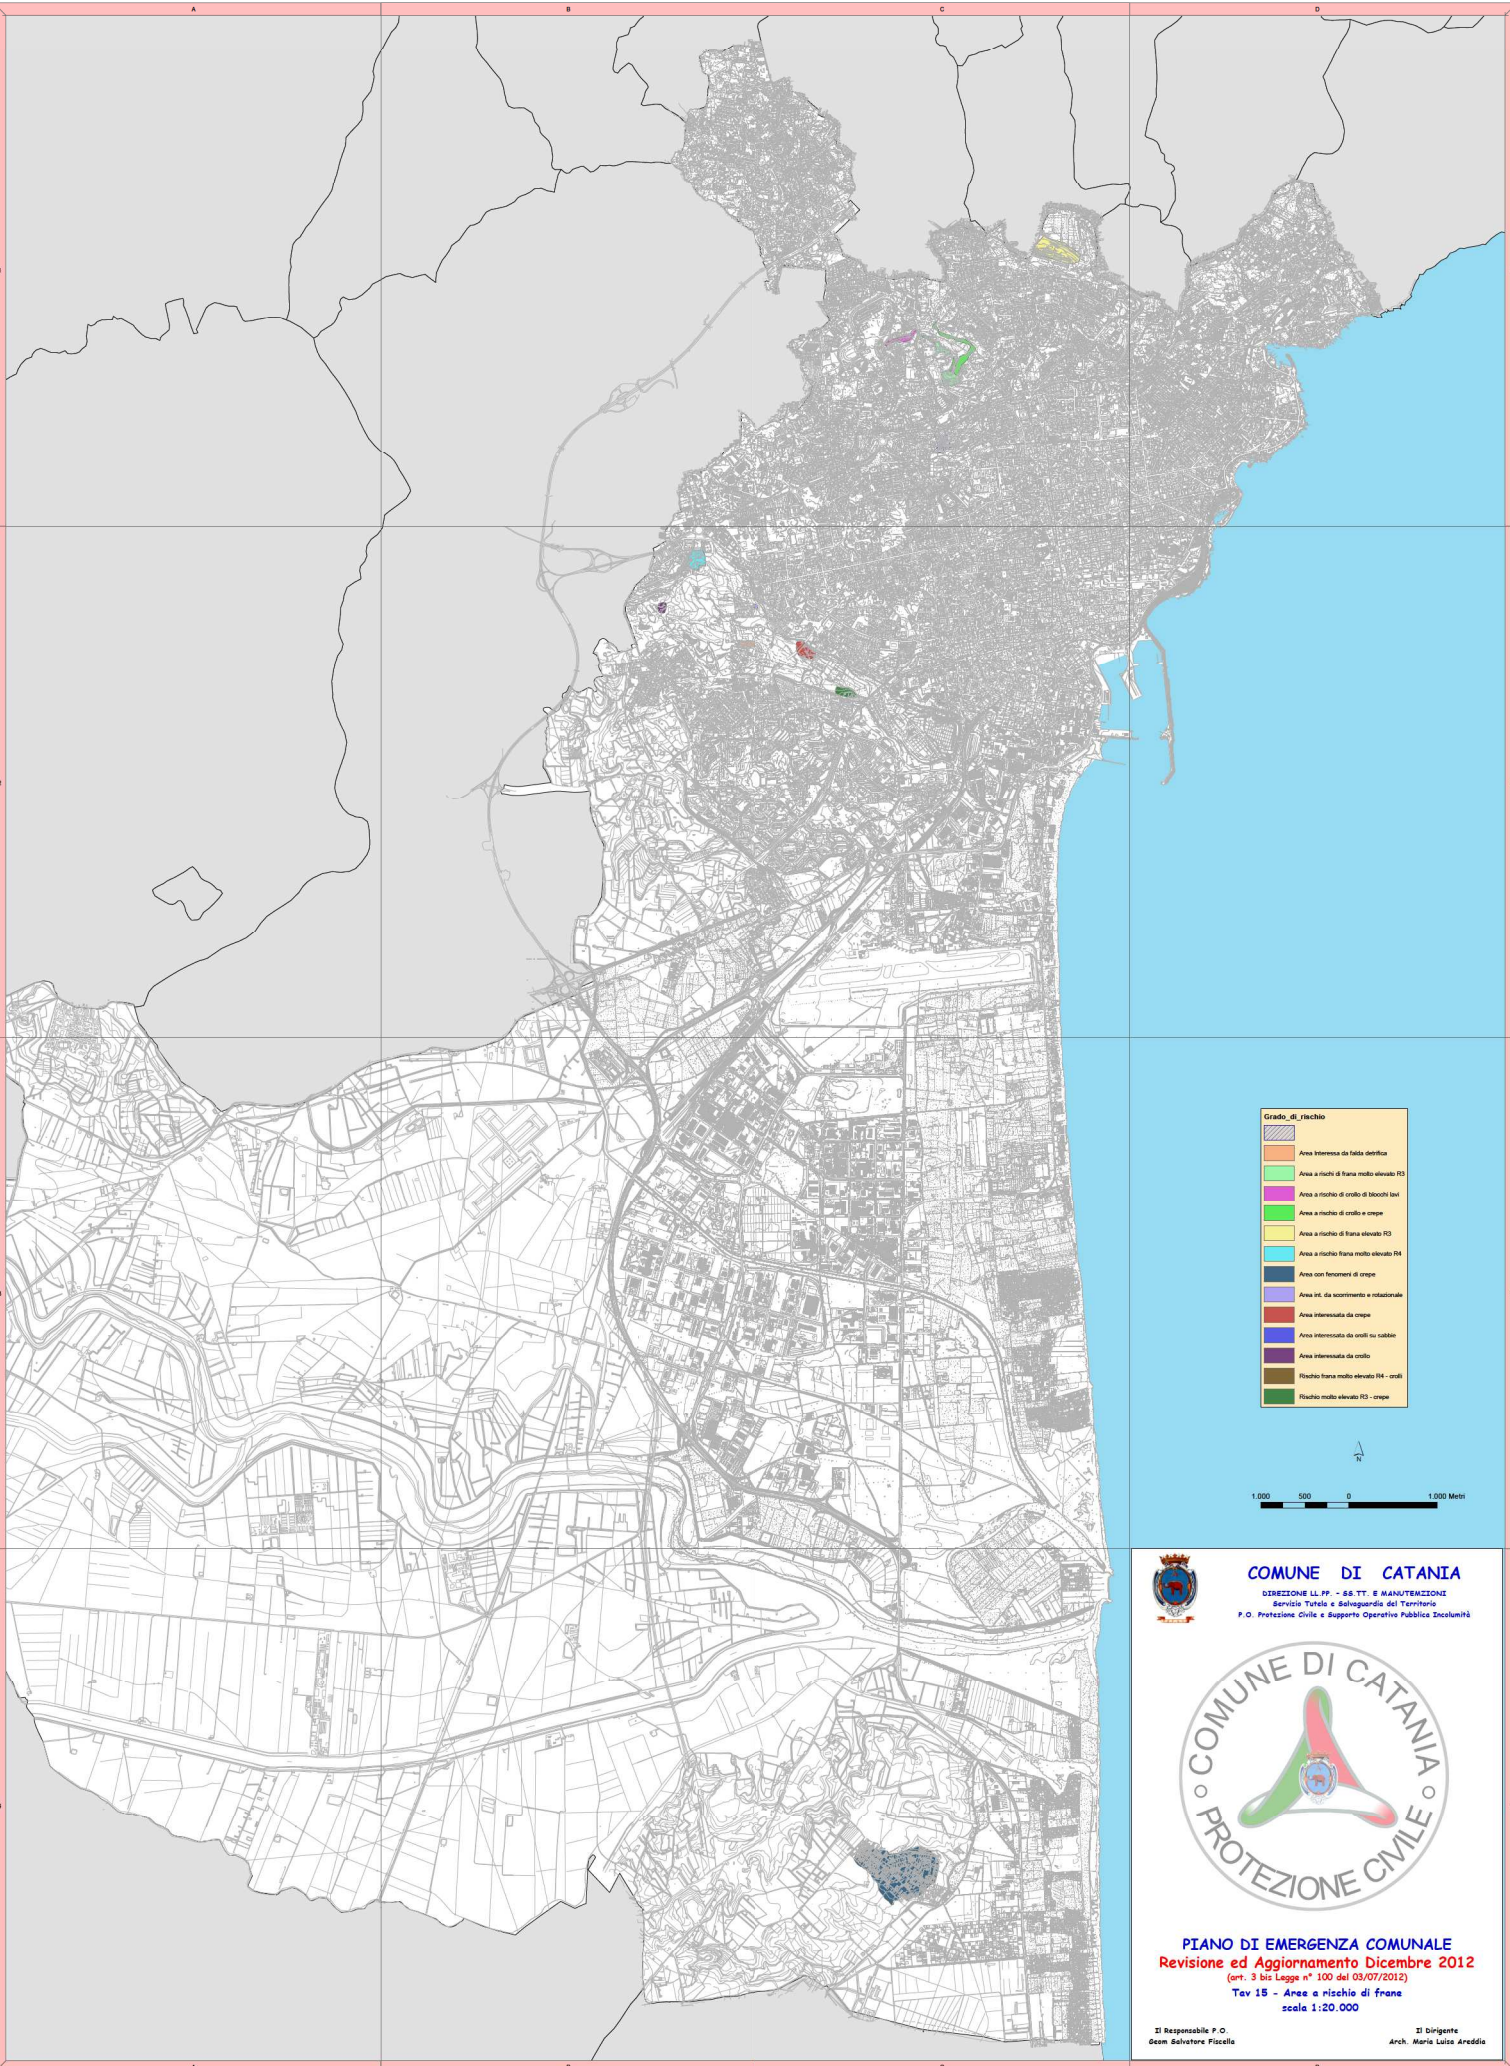 A B C D
Grado_di_rischio
Area Interessa da falda detrifica
Area a rischi di frana molto elevato R3
Area a rischio di crollo di bloochi lavi
Area a rischio di crollo e crepe
Area a rischio di frana elevato R3
Area a rischio frana molto elevato R4
Area con fenomeni di crepe
Area int. da scorrimento e rotazionale
Area interessata da crepe
Area interessata da crolli su sabbie
Area interessata da crollo
Rischio frana molto elevato R4 - crolli
Rischio molto elevato R3 - crepe
N
1.000 500 0 1.000 Metri
COMUNE DI CATANIA
DIREZIONE LL.PP. - SS.TT. E MANUTEMZIONI
Servizio Tutela e Salvaguardia del Territorio
P.O. Protezione Civile e Supporto Operativo Pubblica Incolumità
COMUNE DI CATANIA
PROTEZIONE CIVILE
PIANO DI EMERGENZA COMUNALE
Revisione ed Aggiornamento Dicembre 2012
(art. 3 bis Legge n° 100 del 03/07/2012)
Tav 15 - Aree a rischio di frane
scala 1:20.000
Il Responsabile P.O. Il Dirigente
Geom Salvatore Fiscella Arch. Maria Luisa Areddia